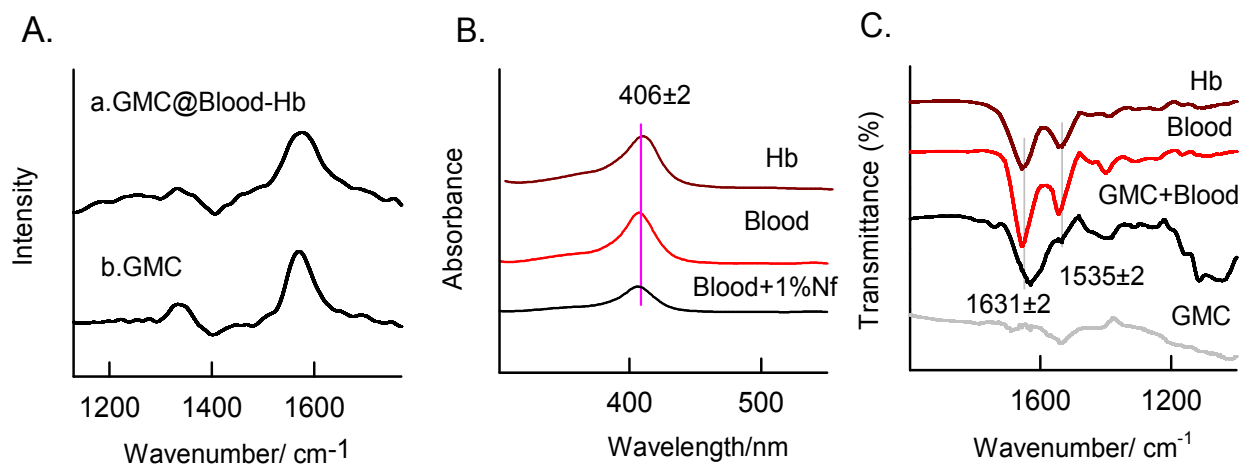 A.
a.GMC@Blood-Hb
b.GMC
Intensity
1200 1400 1600
Wavenumber/ cm-1
B.
406±2
Hb
Blood
Blood+1%Nf
Absorbance
400 500
Wavelength/nm
C.
Hb
Blood
GMC+Blood
1535±2
1631±2
GMC
Transmittance (%)
1600 1200
Wavenumber/ cm-1